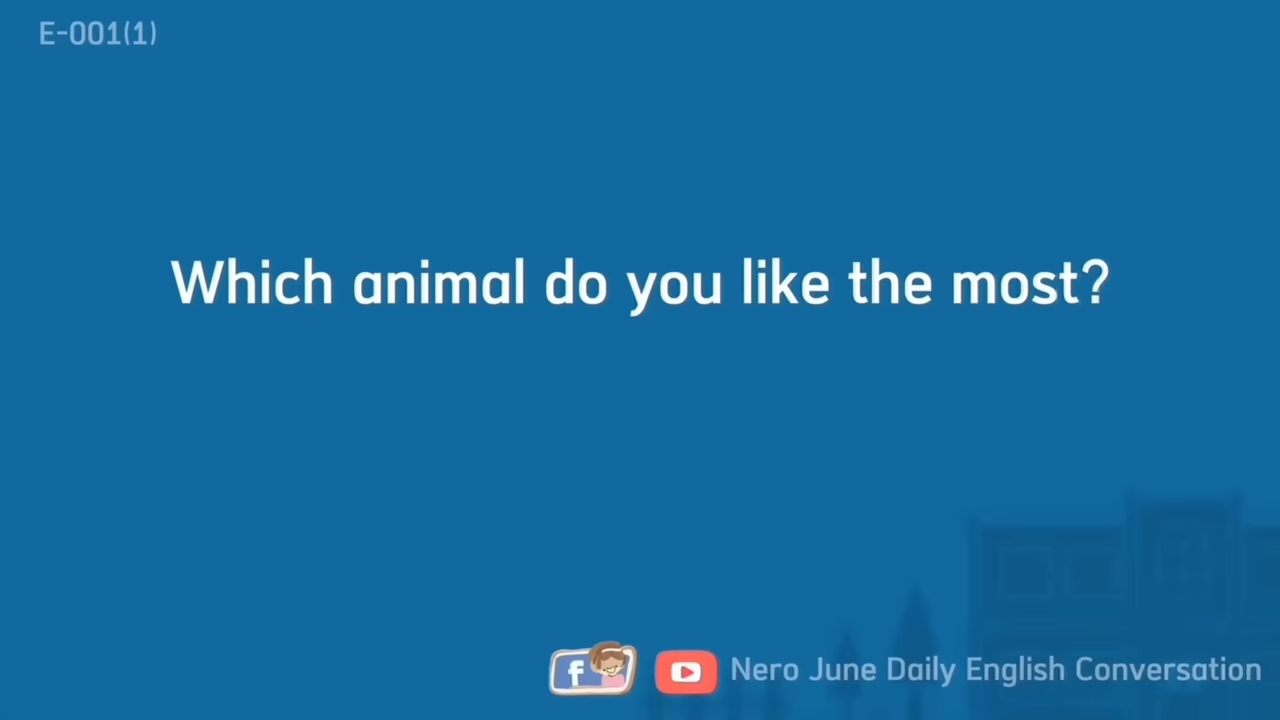 E-001(1)
Which animal do you like the most?
f
Nero June Daily English Conversation